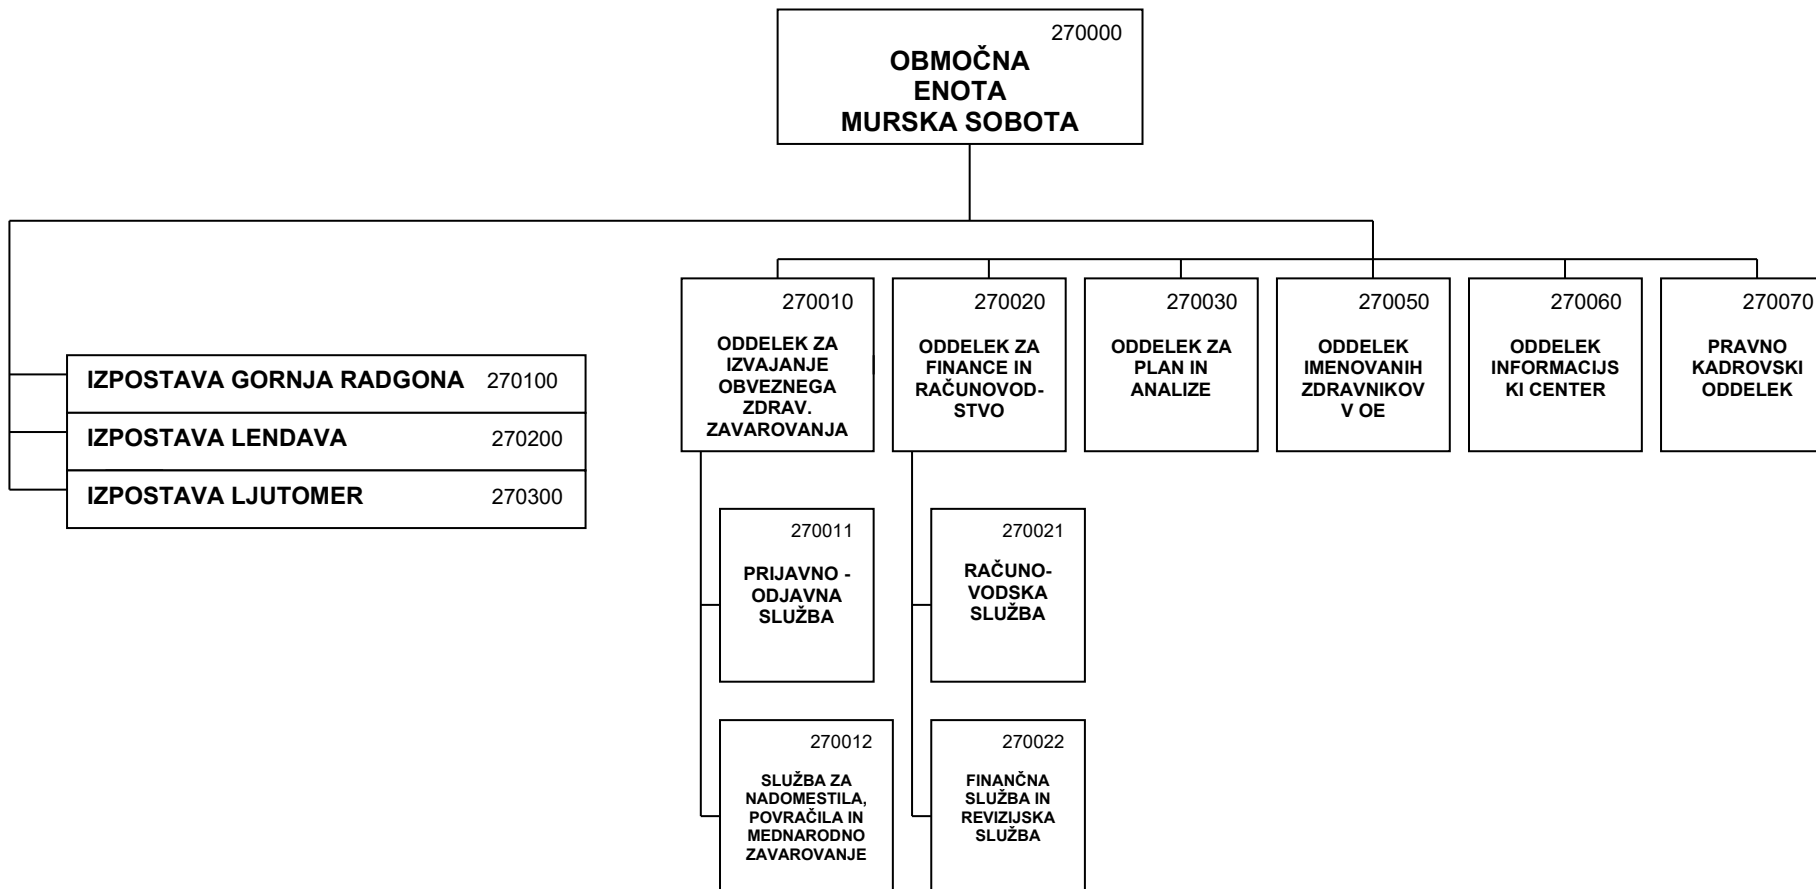 270000
OBMOČNA
ENOTA
MURSKA SOBOTA
IZPOSTAVA GORNJA RADGONA 270100
IZPOSTAVA LENDAVA 270200
IZPOSTAVA LJUTOMER 270300
270010
ODDELEK ZA
IZVAJANJE
OBVEZNEGA
ZDRAV.
ZAVAROVANJA
270020
ODDELEK ZA
FINANCE IN
RAČUNOVOD-
STVO
270030
ODDELEK ZA
PLAN IN
ANALIZE
270050
ODDELEK
IMENOVANIH
ZDRAVNIKOV
V OE
270060
ODDELEK
INFORMACIJS
KI CENTER
270070
PRAVNO
KADROVSKI
ODDELEK
270011
PRIJAVNO -
ODJAVNA
SLUŽBA
270021
RAČUNO-
VODSKA
SLUŽBA
270012
SLUŽBA ZA
NADOMESTILA,
POVRAČILA IN
MEDNARODNO
ZAVAROVANJE
270022
FINANČNA
SLUŽBA IN
REVIZIJSKA
SLUŽBA